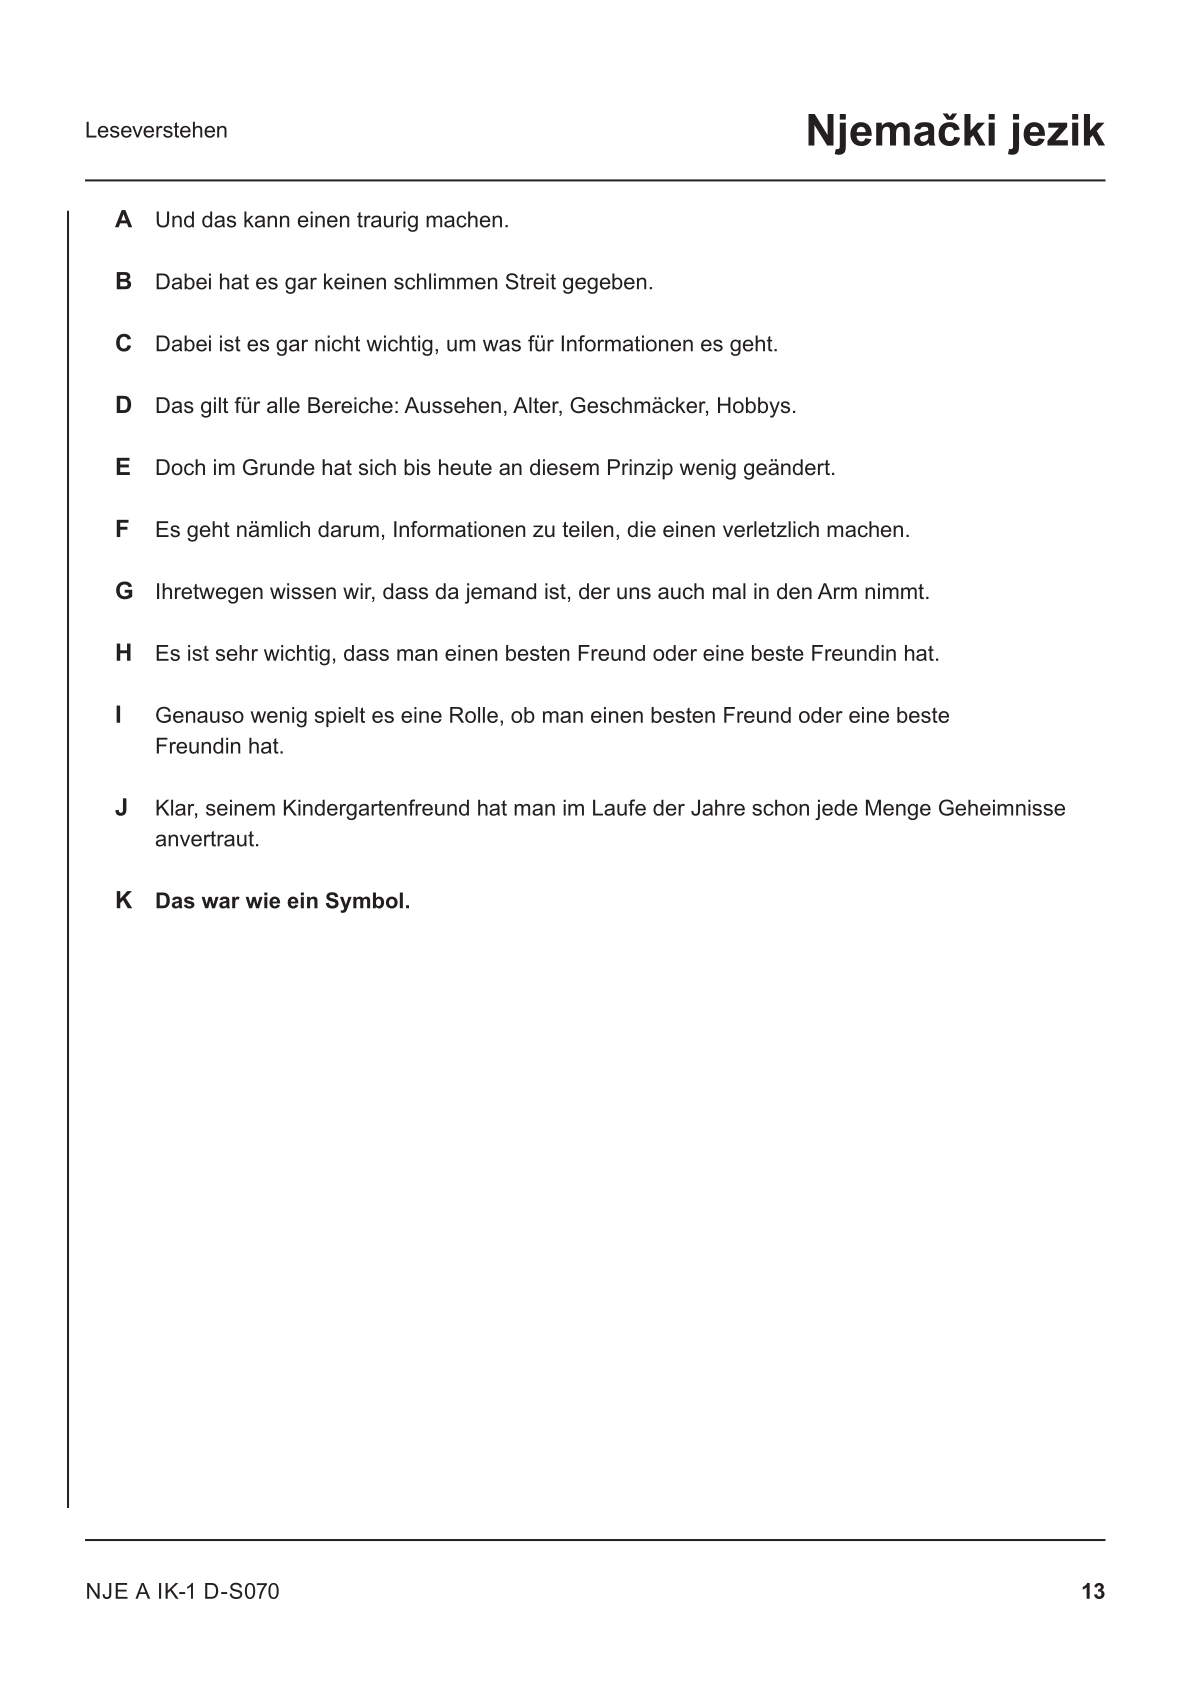 Leseverstehen
Njemački jezik
A Und das kann einen traurig machen.
B Dabei hat es gar keinen schlimmen Streit gegeben.
C Dabei ist es gar nicht wichtig, um was für Informationen es geht.
D Das gilt für alle Bereiche: Aussehen, Alter, Geschmäcker, Hobbys.
E Doch im Grunde hat sich bis heute an diesem Prinzip wenig geändert.
F Es geht nämlich darum, Informationen zu teilen, die einen verletzlich machen.
G Ihretwegen wissen wir, dass da jemand ist, der uns auch mal in den Arm nimmt.
H Es ist sehr wichtig, dass man einen besten Freund oder eine beste Freundin hat.
I Genauso wenig spielt es eine Rolle, ob man einen besten Freund oder eine beste
Freundin hat.
J Klar, seinem Kindergartenfreund hat man im Laufe der Jahre schon jede Menge Geheimnisse
anvertraut.
K Das war wie ein Symbol.
NJE A IK-1 D-S070
13